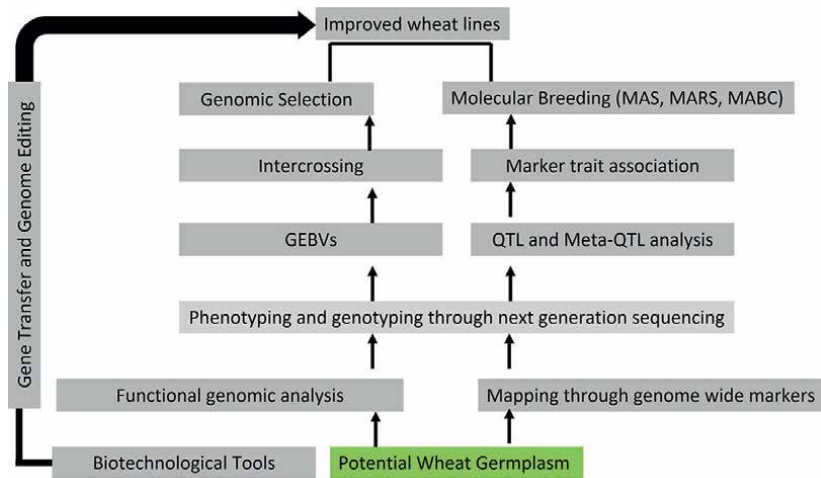 Improved wheat lines
Genomic Selection
Molecular Breeding (MAS, MARS, MABC)
Intercrossing
Marker trait association
GEBVs
QTL and Meta-QTL analysis
Phenotyping and genotyping through next generation sequencing
Functional genomic analysis
Mapping through genome wide markers
Biotechnological Tools
Potential Wheat Germplasm
Gene Transfer and Genome Editing